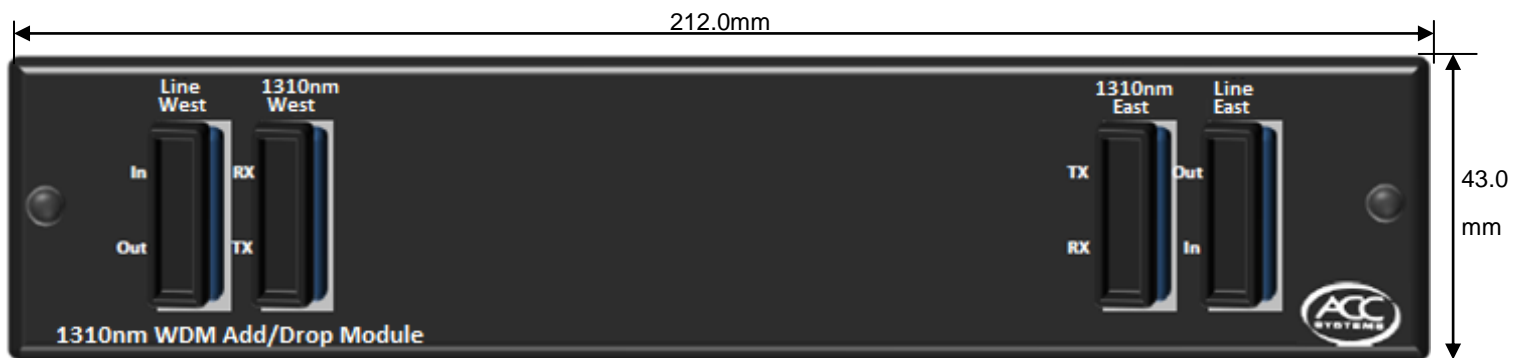 212.0mm
Line West
1310nm West
1310nm East
Line East
In
RX
TX
Out
43.0 mm
Out
TX
RX
In
ACC
SYSTEMS
1310nm WDM Add/Drop Module